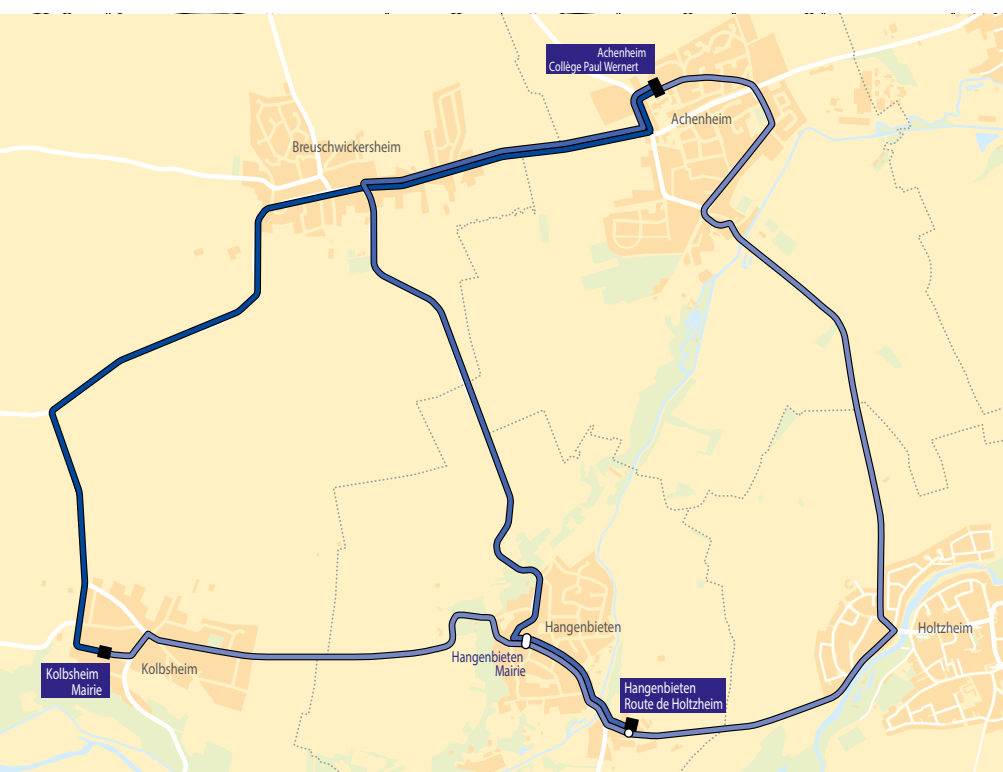 Achenheim
Collège Paul Wernert
Achenheim
Breuschwickersheim
Hangenbieten
Holtzheim
Hangenbieten
Mairie
Kolbsheim
Kolbsheim
Mairie
Hangenbieten
Route de Holtzheim